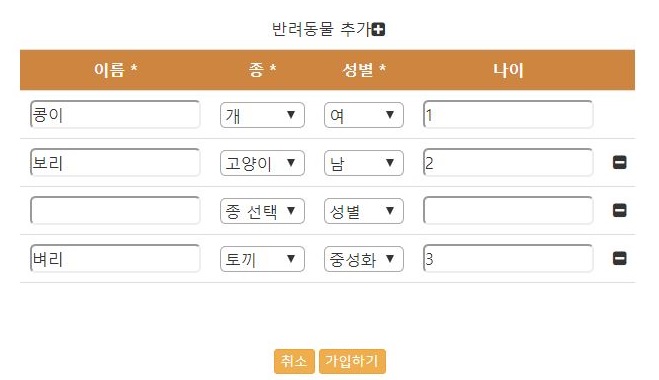 반려동물 추가
이름 * 종 * 성별 * 나이
콩이 개 여 1
보리 고양이 남 2
종 선택 성별
벼리 토끼 중성화 3
취소 가입하기